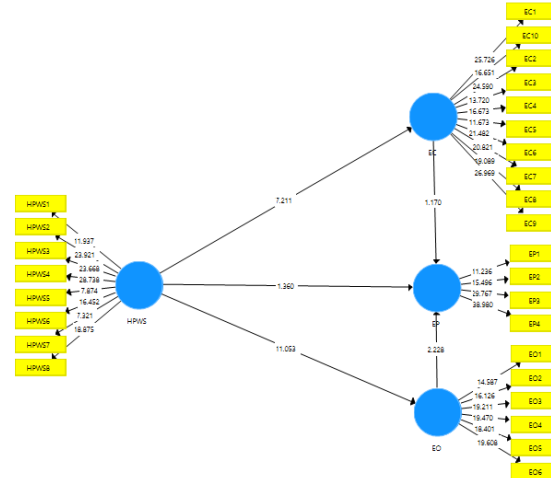 EC1
EC10
EC2
EC3
EC4
EC5
EC6
EC7
EC8
EC9
25.726
16.651
24.590
13.720
16.673
11.673
21.482
20.821
19.089
26.969
EC
7.211
1.170
HPWS1
HPWS2
HPWS3
HPWS4
HPWS5
HPWS6
HPWS7
HPWS8
11.937
23.921
23.668
28.738
7.874
16.452
7.321
18.875
HPWS
1.360
EP1
EP2
EP3
EP4
11.236
15.496
29.767
38.980
EP
11.053
2.228
EO1
EO2
EO3
EO4
EO5
EO6
14.587
16.126
19.211
19.470
18.401
19.608
EO